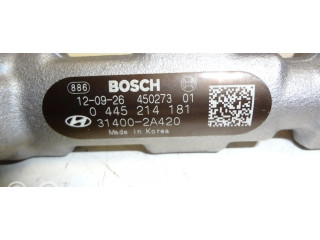 886 BOSCH
12-09-26 450273 01
0 445 214 181
31400-2A420
Made in Korea